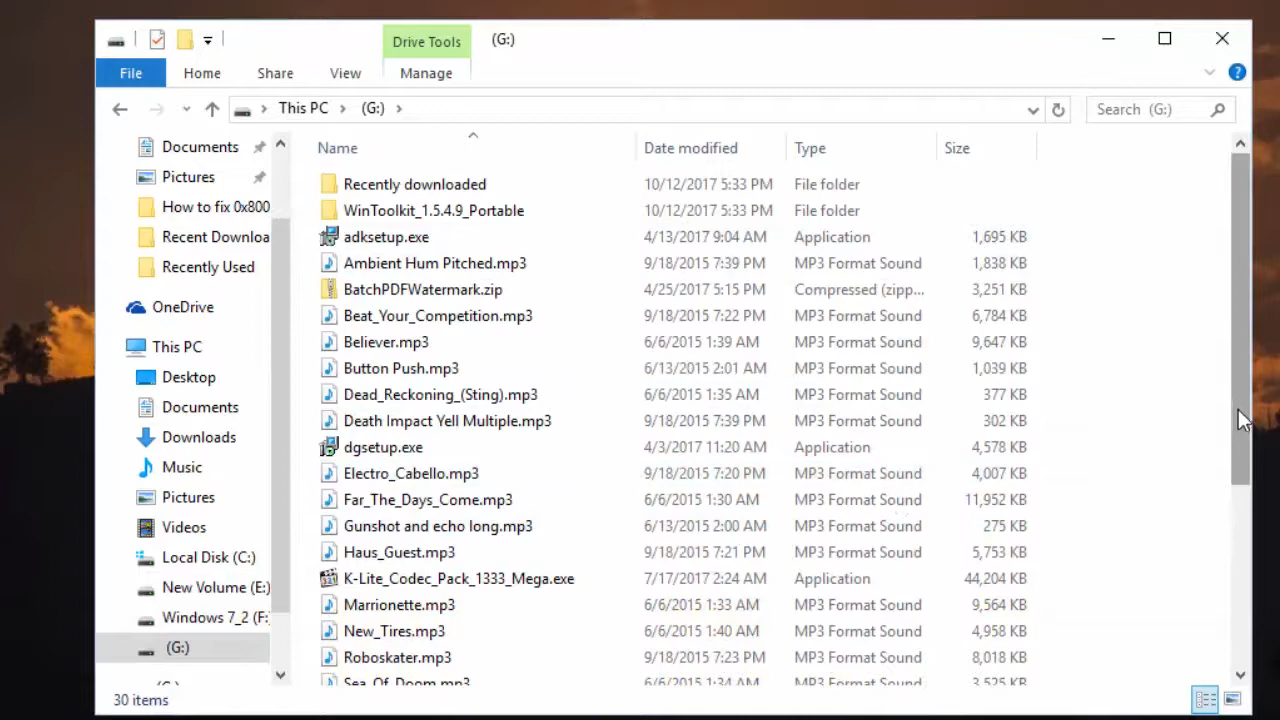 Drive Tools (G:)
File Home Share View Manage
This PC (G:) Search (G:)
Name Date modified Type Size
Documents
Pictures
How to fix 0x800
Recent Downloa
Recently Used
OneDrive
This PC
Desktop
Documents
Downloads
Music
Pictures
Videos
Local Disk (C:)
New Volume (E:)
Windows 7_2 (F:
(G:)
Recently downloaded 10/12/2017 5:33 PM File folder
WinToolkit_1.5.4.9_Portable 10/12/2017 5:33 PM File folder
adksetup.exe 4/13/2017 9:04 AM Application 1,695 KB
Ambient Hum Pitched.mp3 9/18/2015 7:39 PM MP3 Format Sound 1,838 KB
BatchPDFWatermark.zip 4/25/2017 5:15 PM Compressed (zipp... 3,251 KB
Beat_Your_Competition.mp3 9/18/2015 7:22 PM MP3 Format Sound 6,784 KB
Believer.mp3 6/6/2015 1:39 AM MP3 Format Sound 9,647 KB
Button Push.mp3 6/13/2015 2:01 AM MP3 Format Sound 1,039 KB
Dead_Reckoning_(Sting).mp3 6/6/2015 1:35 AM MP3 Format Sound 377 KB
Death Impact Yell Multiple.mp3 9/18/2015 7:39 PM MP3 Format Sound 302 KB
dgsetup.exe 4/3/2017 11:20 AM Application 4,578 KB
Electro_Cabello.mp3 9/18/2015 7:20 PM MP3 Format Sound 4,007 KB
Far_The_Days_Come.mp3 6/6/2015 1:30 AM MP3 Format Sound 11,952 KB
Gunshot and echo long.mp3 6/13/2015 2:00 AM MP3 Format Sound 275 KB
Haus_Guest.mp3 9/18/2015 7:21 PM MP3 Format Sound 5,753 KB
K-Lite_Codec_Pack_1333_Mega.exe 7/17/2017 2:24 AM Application 44,204 KB
Marrionette.mp3 6/6/2015 1:33 AM MP3 Format Sound 9,564 KB
New_Tires.mp3 6/6/2015 1:40 AM MP3 Format Sound 4,958 KB
Roboskater.mp3 9/18/2015 7:23 PM MP3 Format Sound 8,018 KB
Sea_Of_Doom.mp3 6/6/2015 1:34 AM MP3 Format Sound 3,525 KB
30 items